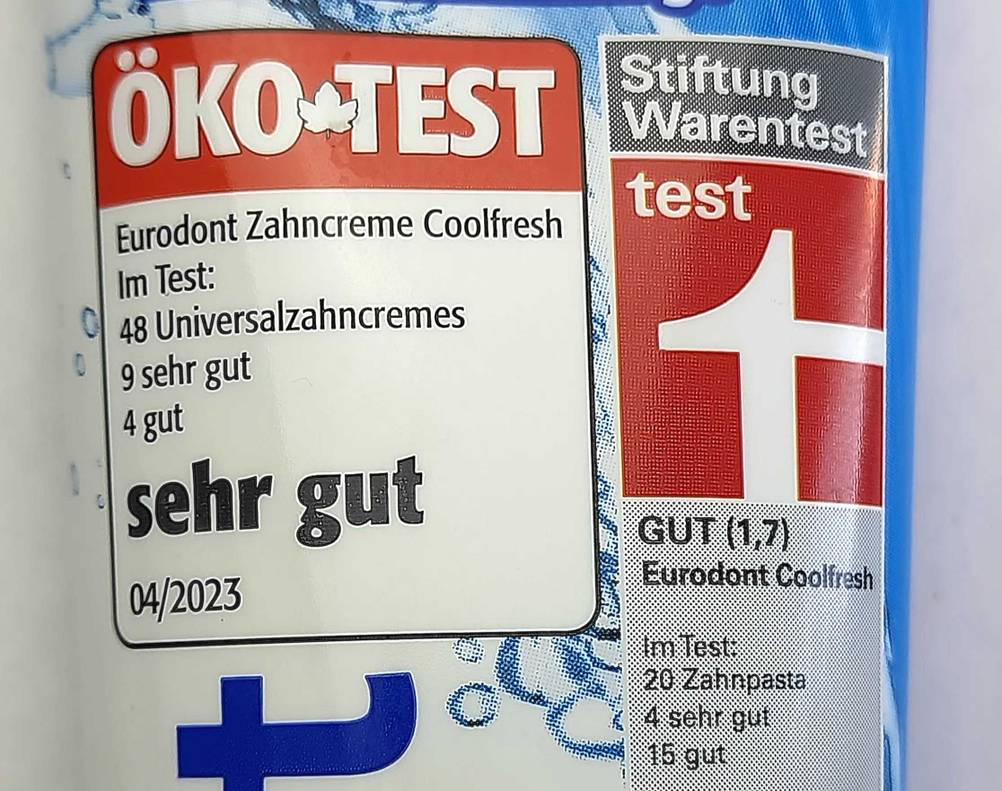 ÖKO TEST
Eurodont Zahncreme Coolfresh
Im Test:
48 Universalzahncremes
9 sehr gut
4 gut
sehr gut
04/2023
Stiftung
Warentest
test
GUT (1,7)
Eurodont Coolfresh
Im Test:
20 Zahnpasta
4 sehr gut
15 gut
t